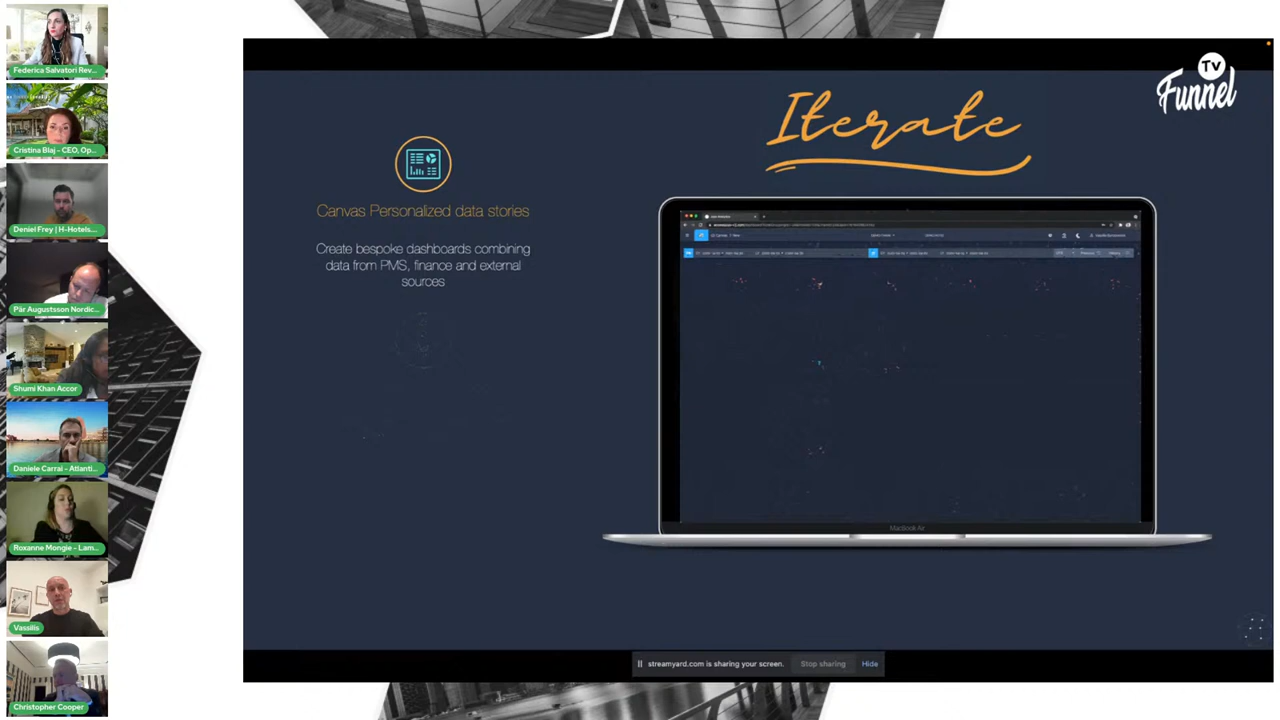 Federica Salvatori Rev...
Cristina Blaj - CEO, Op...
Deniel Frey | H-Hotels....
Pär Augustsson Nordic...
Shumi Khan Accor
Daniele Carrai - Atlanti...
Roxanne Mongie - Lam...
Vassilis
Christopher Cooper
TV
Funnel
Iterate
Canvas Personalized data stories
Create bespoke dashboards combining
data from PMS, finance and external
sources
MacBook Air
streamyard.com is sharing your screen.
Stop sharing
Hide